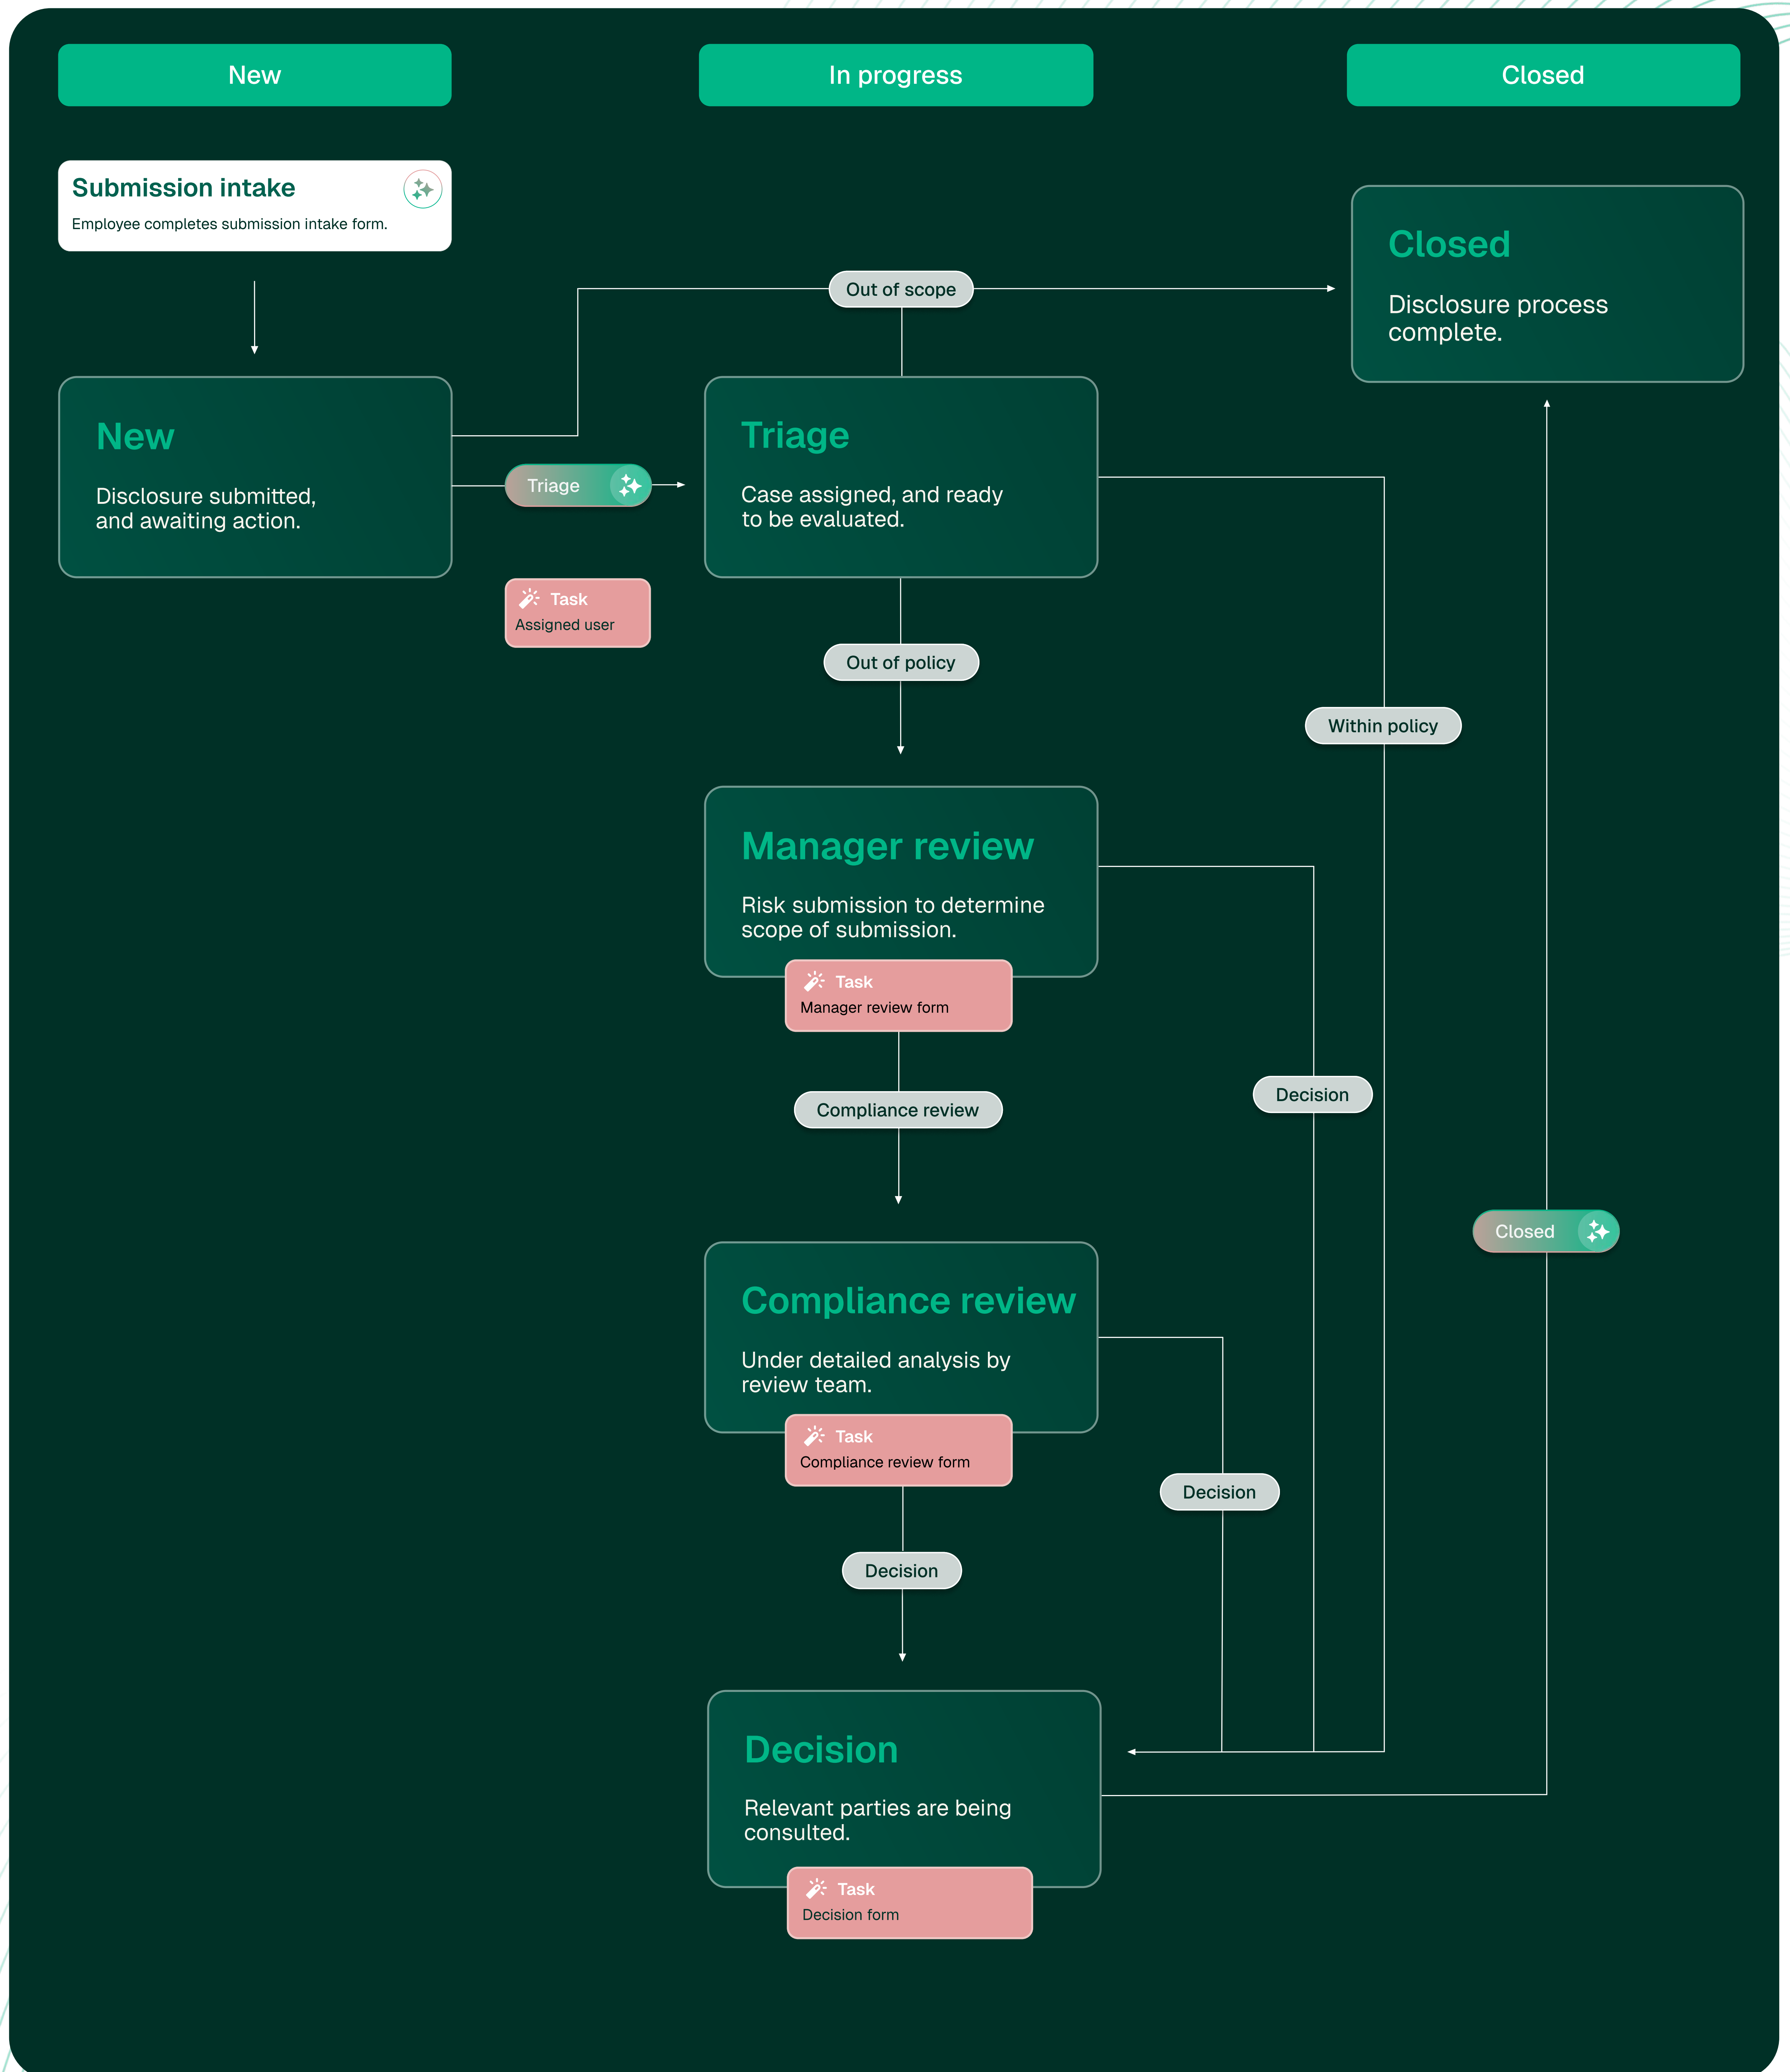 New
In progress
Closed
Submission intake
Employee completes submission intake form.
Closed
Disclosure process
complete.
Out of scope
New
Disclosure submitted,
and awaiting action.
Triage
Triage
Case assigned, and ready
to be evaluated.
Task
Assigned user
Out of policy
Within policy
Manager review
Risk submission to determine
scope of submission.
Task
Manager review form
Decision
Compliance review
Closed
Compliance review
Under detailed analysis by
review team.
Task
Compliance review form
Decision
Decision
Decision
Relevant parties are being
consulted.
Task
Decision form